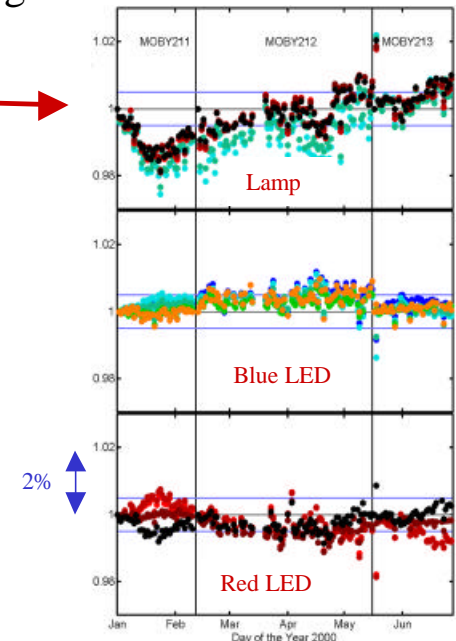 g
MOBY211 MOBY212 MOBY213
1.02
1
0.98
Lamp
1.02
1
0.98
Blue LED
1.02
2%
1
0.98
Red LED
Jan Feb Mar Apr May Jun
Day of the Year 2000